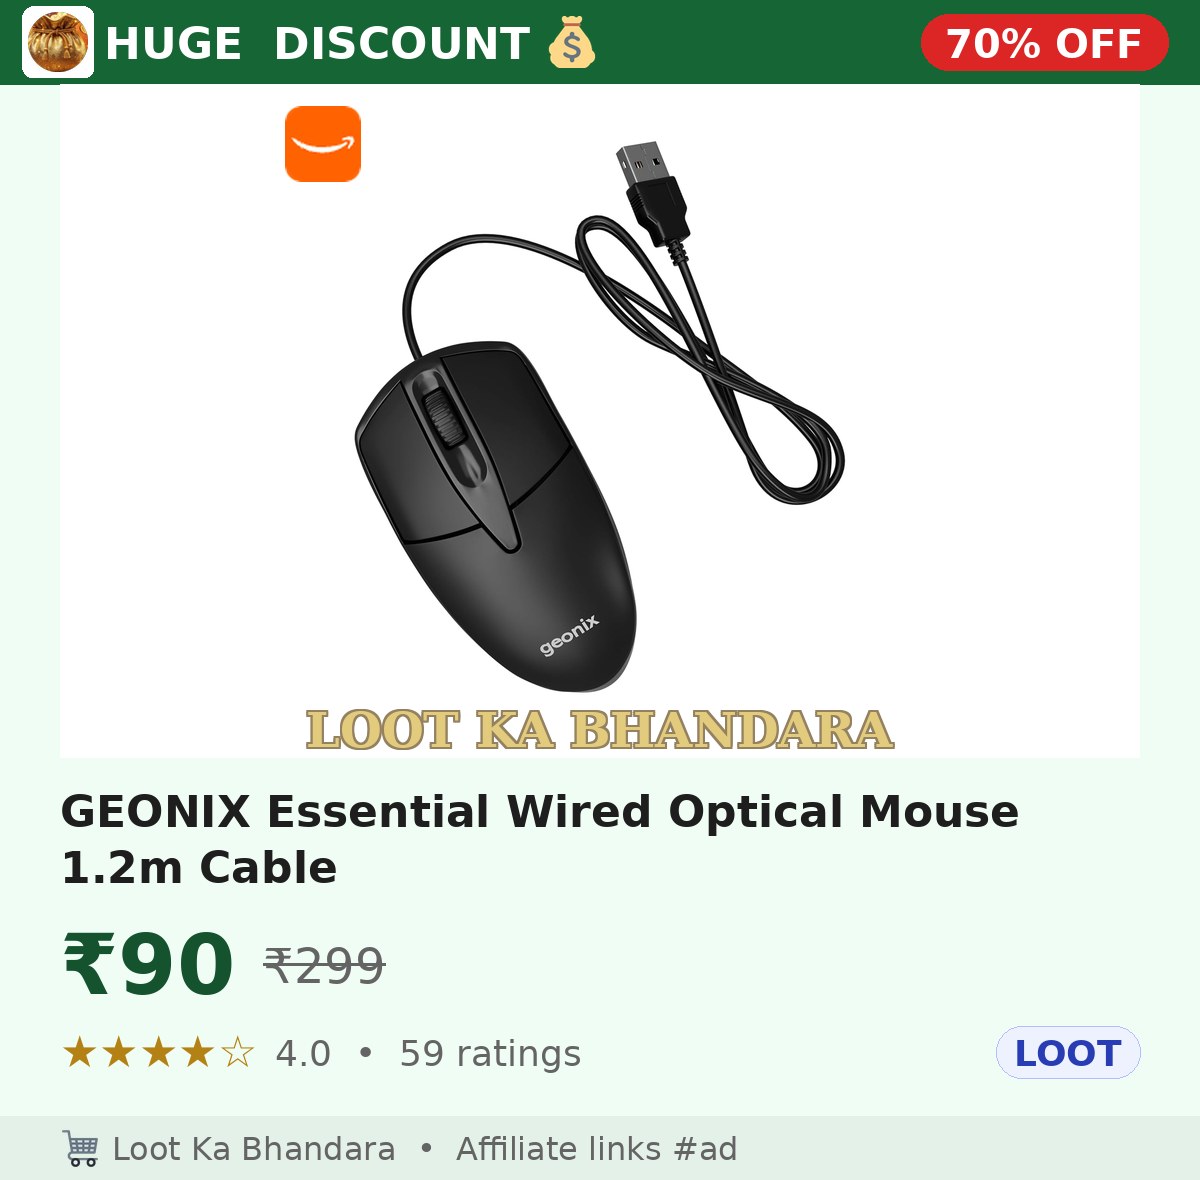 HUGE DISCOUNT 💰
70% OFF
geonix
LOOT KA BHANDARA
GEONIX Essential Wired Optical Mouse
1.2m Cable
₹90 ₹299
★★★★☆ 4.0 • 59 ratings
LOOT
🛒 Loot Ka Bhandara • Affiliate links #ad